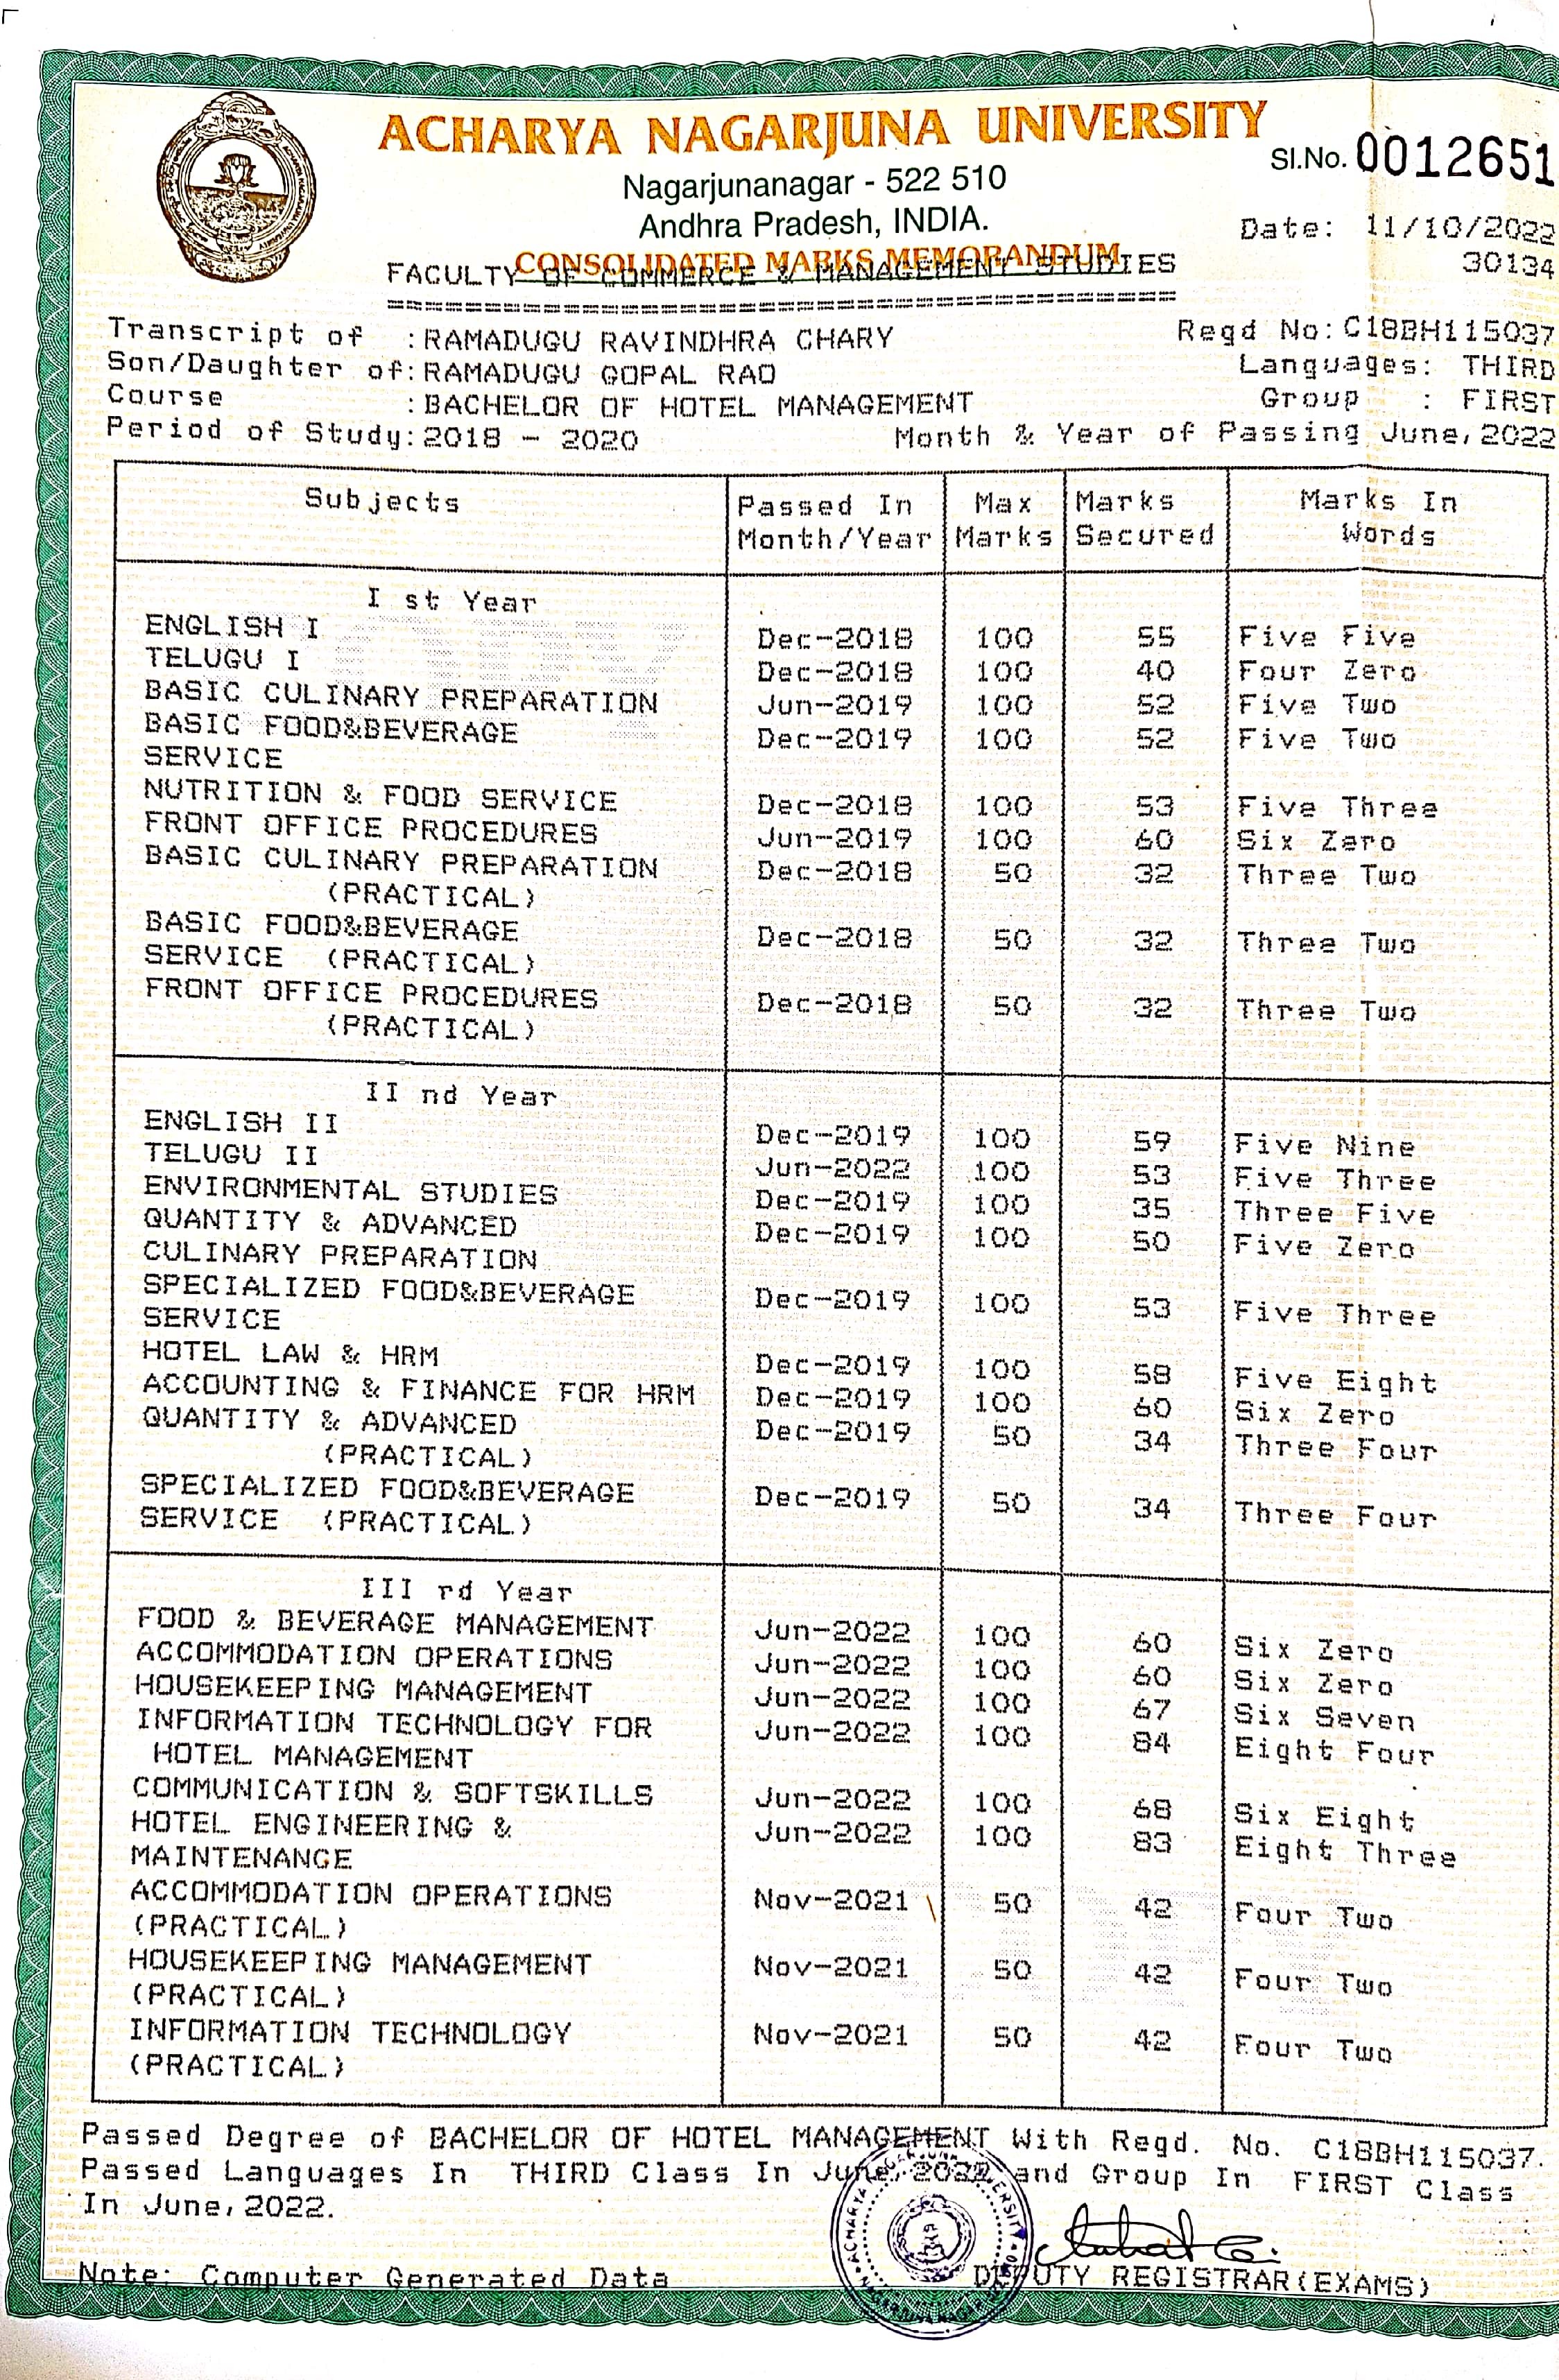 ACHARYA NAGARJUNA UNIVERSITY
Sl.No. 0012651
Nagarjunanagar - 522 510
Andhra Pradesh, INDIA.
Date: 11/10/2022
CONSOLIDATED MARKS MEMORANDUM
30134
FACULTY OF COMMERCE & MANAGEMENT STUDIES
Transcript of :RAMADUGU RAVINDHRA CHARY Regd No:C18BH115037
Son/Daughter of:RAMADUGU GOPAL RAO Languages: THIRD
Course :BACHELOR OF HOTEL MANAGEMENT Group : FIRST
Period of Study:2018 - 2020 Month & Year of Passing June,2022
Subjects Passed In Max Marks Marks In
Month/Year Marks Secured Words
I st Year
ENGLISH I Dec-2018 100 55 Five Five
TELUGU I Dec-2018 100 40 Four Zero
BASIC CULINARY PREPARATION Jun-2019 100 52 Five Two
BASIC FOOD&BEVERAGE Dec-2019 100 52 Five Two
SERVICE
NUTRITION & FOOD SERVICE Dec-2018 100 53 Five Three
FRONT OFFICE PROCEDURES Jun-2019 100 60 Six Zero
BASIC CULINARY PREPARATION Dec-2018 50 32 Three Two
(PRACTICAL)
BASIC FOOD&BEVERAGE Dec-2018 50 32 Three Two
SERVICE (PRACTICAL)
FRONT OFFICE PROCEDURES Dec-2018 50 32 Three Two
(PRACTICAL)
II nd Year
ENGLISH II Dec-2019 100 59 Five Nine
TELUGU II Jun-2022 100 53 Five Three
ENVIRONMENTAL STUDIES Dec-2019 100 35 Three Five
QUANTITY & ADVANCED Dec-2019 100 50 Five Zero
CULINARY PREPARATION
SPECIALIZED FOOD&BEVERAGE Dec-2019 100 53 Five Three
SERVICE
HOTEL LAW & HRM Dec-2019 100 58 Five Eight
ACCOUNTING & FINANCE FOR HRM Dec-2019 100 60 Six Zero
QUANTITY & ADVANCED Dec-2019 50 34 Three Four
(PRACTICAL)
SPECIALIZED FOOD&BEVERAGE Dec-2019 50 34 Three Four
SERVICE (PRACTICAL)
III rd Year
FOOD & BEVERAGE MANAGEMENT Jun-2022 100 60 Six Zero
ACCOMMODATION OPERATIONS Jun-2022 100 60 Six Zero
HOUSEKEEPING MANAGEMENT Jun-2022 100 67 Six Seven
INFORMATION TECHNOLOGY FOR Jun-2022 100 84 Eight Four
HOTEL MANAGEMENT
COMMUNICATION & SOFTSKILLS Jun-2022 100 68 Six Eight
HOTEL ENGINEERING & Jun-2022 100 83 Eight Three
MAINTENANGE
ACCOMMODATION OPERATIONS Nov-2021 50 42 Four Two
(PRACTICAL)
HOUSEKEEPING MANAGEMENT Nov-2021 50 42 Four Two
(PRACTICAL)
INFORMATION TECHNOLOGY Nov-2021 50 42 Four Two
(PRACTICAL)
Passed Degree of BACHELOR OF HOTEL MANAGEMENT With Regd. No. C18BH115037.
Passed Languages In THIRD Class In June,2022 and Group In FIRST Class
In June,2022.
Note: Computer Generated Data
DEPUTY REGISTRAR(EXAMS)